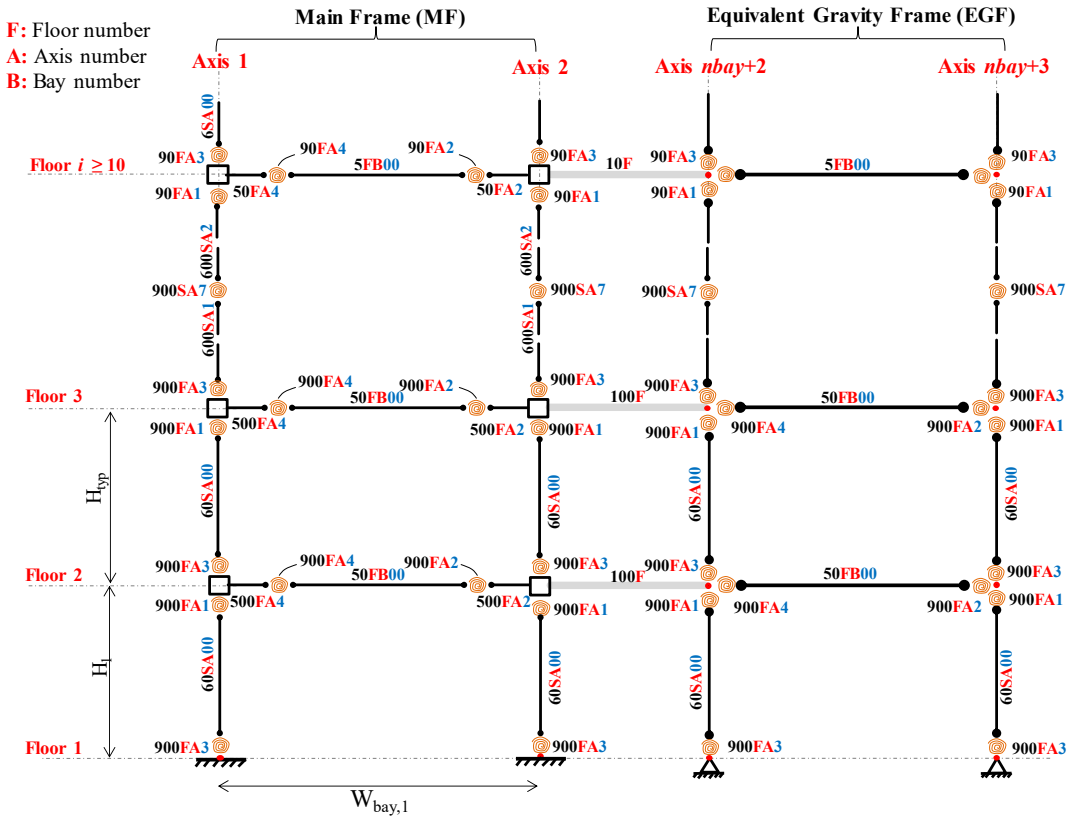 Main Frame (MF)
Equivalent Gravity Frame (EGF)
F: Floor number
A: Axis number
B: Bay number
Axis 1
Axis 2
Axis nbay+2
Axis nbay+3
6SA00
90FA3
90FA4
5FB00
90FA2
90FA3
10F
90FA3
5FB00
90FA3
Floor i ≥ 10
50FA4
50FA2
90FA1
90FA1
90FA1
90FA1
600SA2
600SA2
900SA7
900SA7
900SA7
900SA7
600SA1
600SA1
900FA3
900FA4
900FA2
900FA3
900FA3
900FA3
Floor 3
50FB00
100F
50FB00
900FA1
500FA4
500FA2
900FA1
900FA1
900FA4
900FA2
900FA1
H_typ
60SA00
60SA00
60SA00
60SA00
900FA3
900FA4
900FA2
900FA3
900FA3
900FA3
Floor 2
50FB00
100F
50FB00
900FA1
500FA4
500FA2
900FA1
900FA1
900FA4
900FA2
900FA1
H_1
60SA00
60SA00
60SA00
60SA00
Floor 1
900FA3
900FA3
900FA3
900FA3
W_bay,1